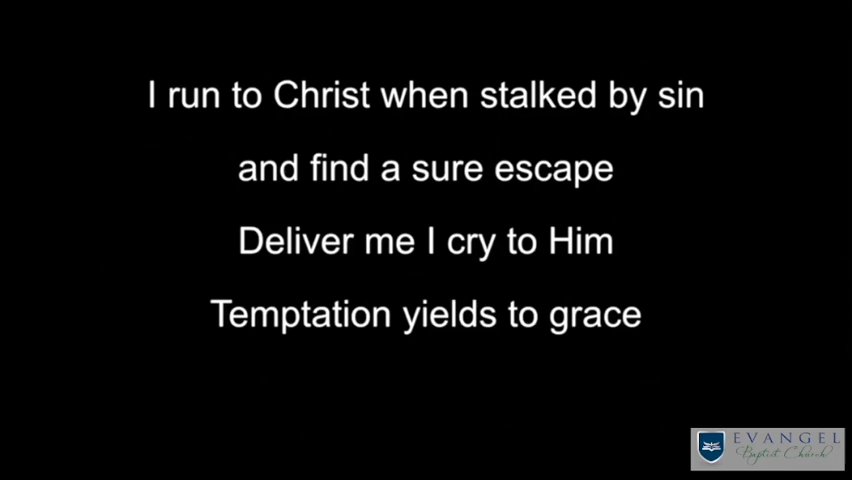 I run to Christ when stalked by sin
and find a sure escape
Deliver me I cry to Him
Temptation yields to grace
EVANGEL
Baptist Church